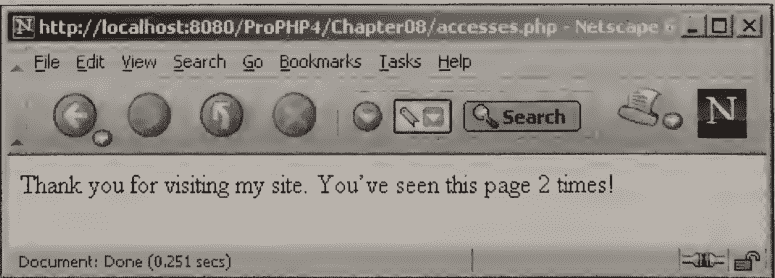 N http://localhost:8080/ProPHP4/Chapter08/accesses.php - Netscape 6
File Edit View Search Go Bookmarks Tasks Help
Search N
Thank you for visiting my site. You've seen this page 2 times!
Document: Done (0.251 secs)